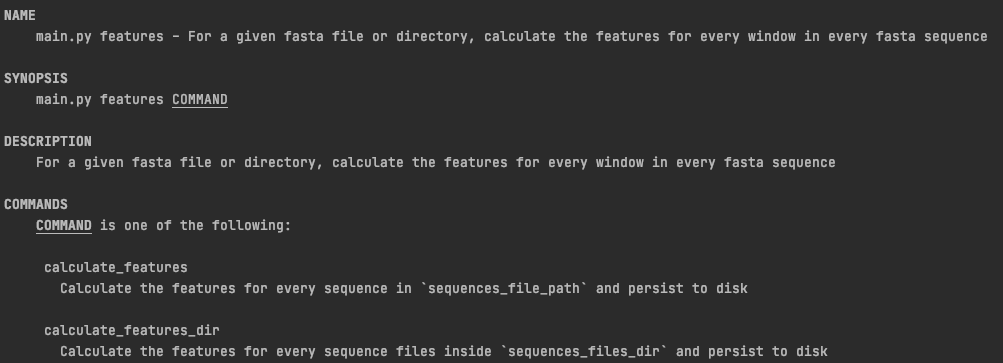 NAME
main.py features - For a given fasta file or directory, calculate the features for every window in every fasta sequence
SYNOPSIS
main.py features COMMAND
DESCRIPTION
For a given fasta file or directory, calculate the features for every window in every fasta sequence
COMMANDS
COMMAND is one of the following:
calculate_features
Calculate the features for every sequence in `sequences_file_path` and persist to disk
calculate_features_dir
Calculate the features for every sequence files inside `sequences_files_dir` and persist to disk